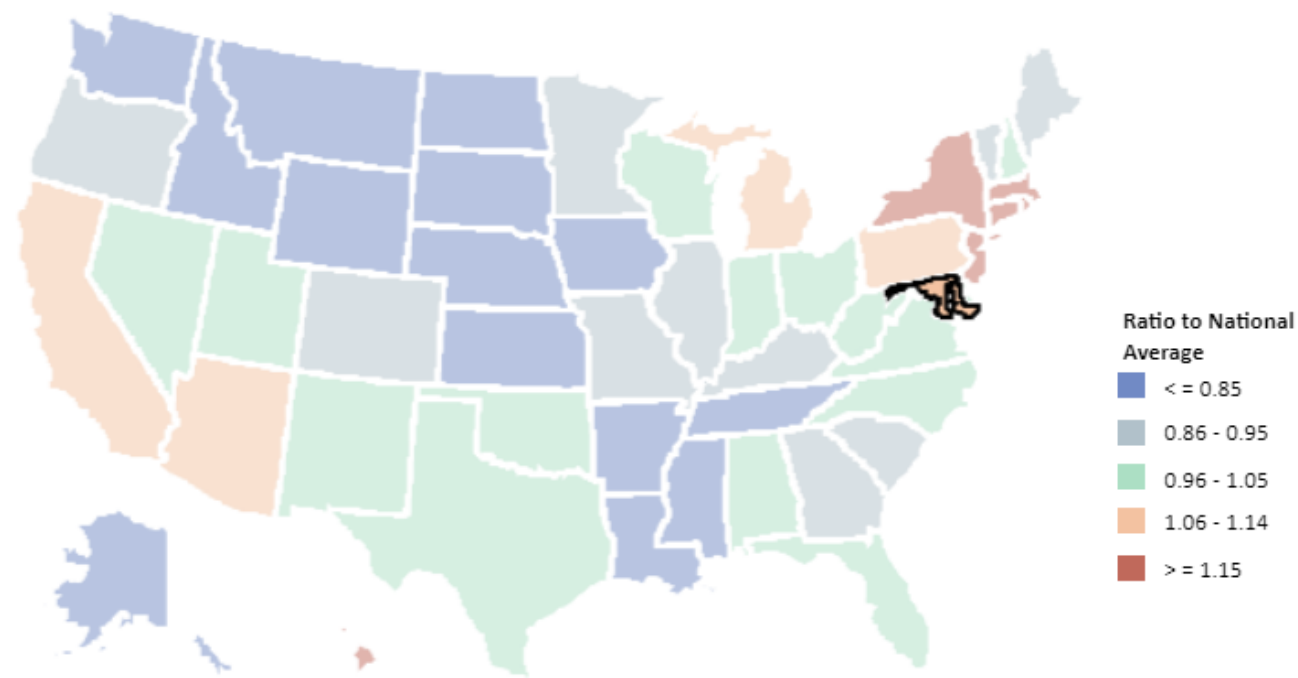 Ratio to National
Average
< = 0.85
0.86 - 0.95
0.96 - 1.05
1.06 - 1.14
> = 1.15